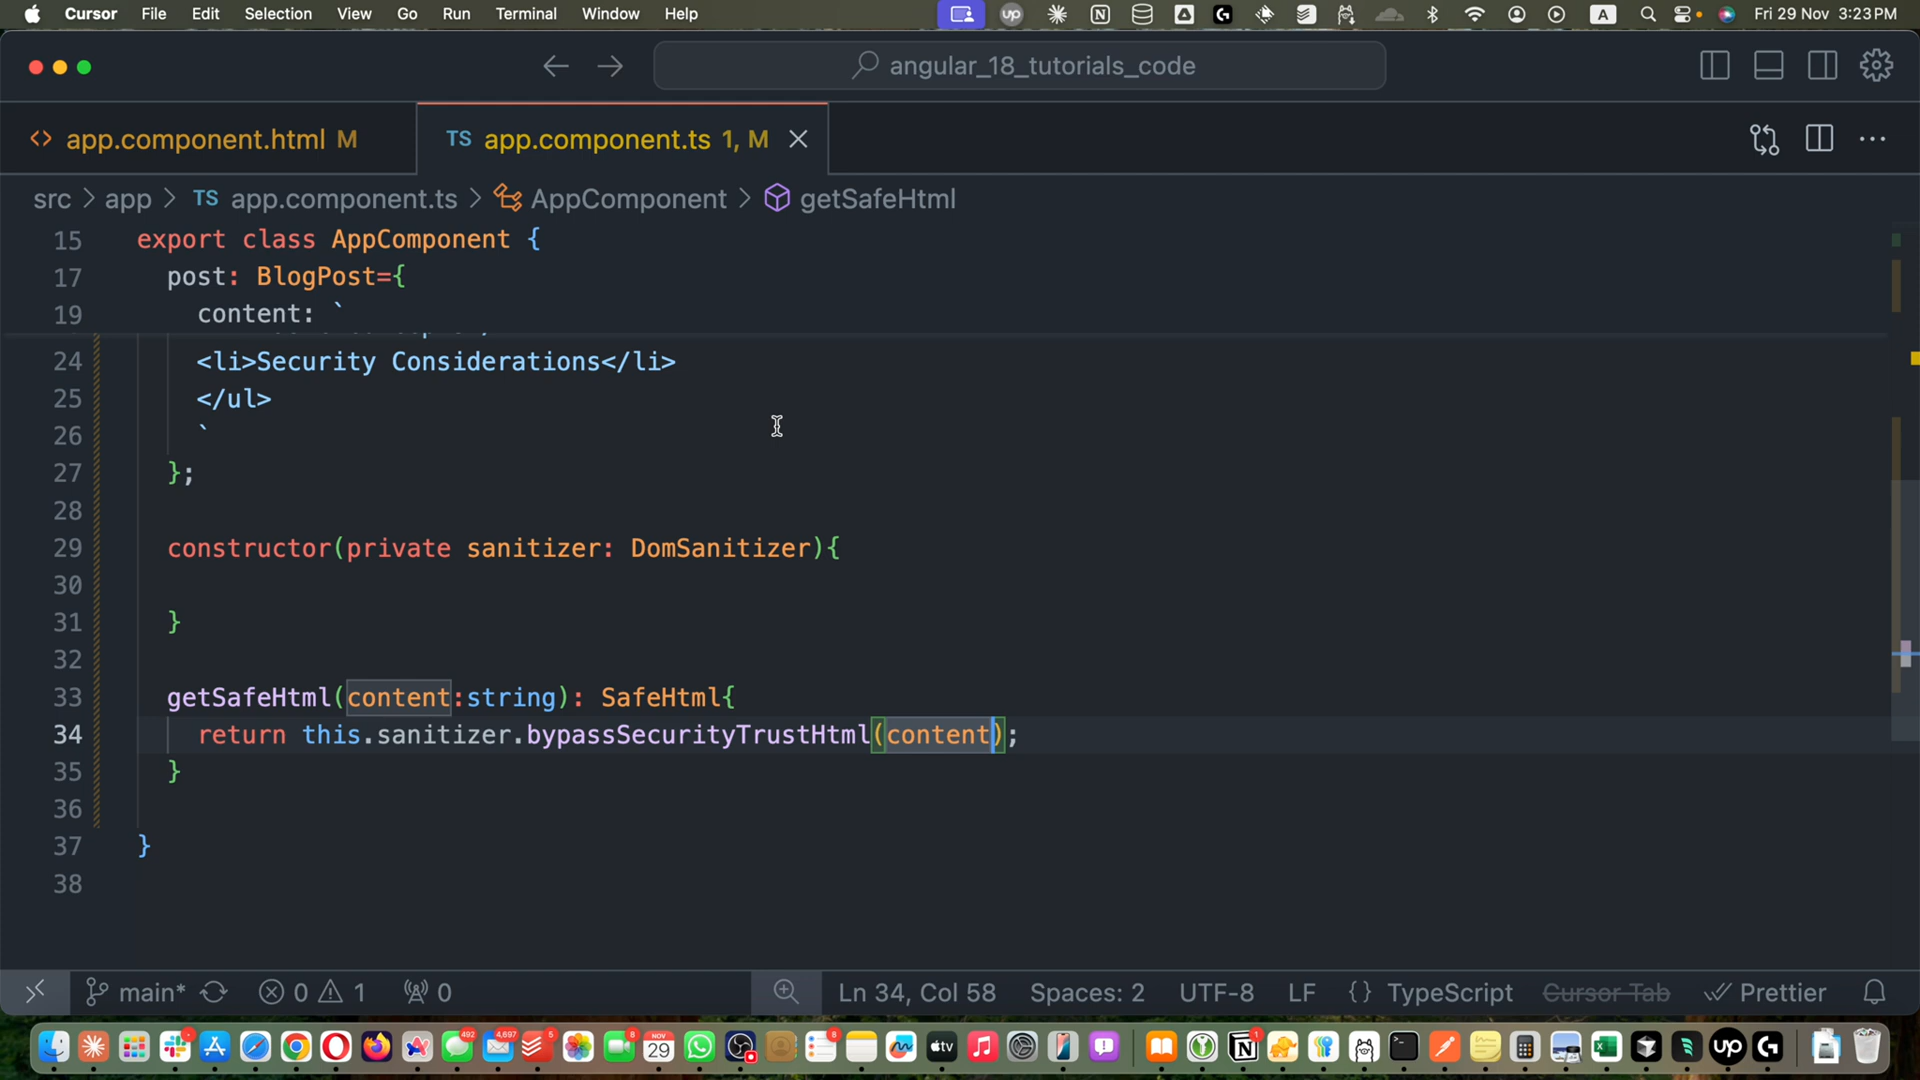 Cursor File Edit Selection View Go Run Terminal Window Help Fri 29 Nov 3:23 PM
angular_18_tutorials_code
app.component.html M TS app.component.ts 1, M
src > app > TS app.component.ts > AppComponent > getSafeHtml
15 export class AppComponent {
17 post: BlogPost={
19 content: `
24 <li>Security Considerations</li>
25 </ul>
26 `
27 };
28
29 constructor(private sanitizer: DomSanitizer){
30
31 }
32
33 getSafeHtml(content:string): SafeHtml{
34 return this.sanitizer.bypassSecurityTrustHtml(content);
35 }
36
37 }
38
main* 0 1 0 Ln 34, Col 58 Spaces: 2 UTF-8 LF {} TypeScript Cursor Tab Prettier